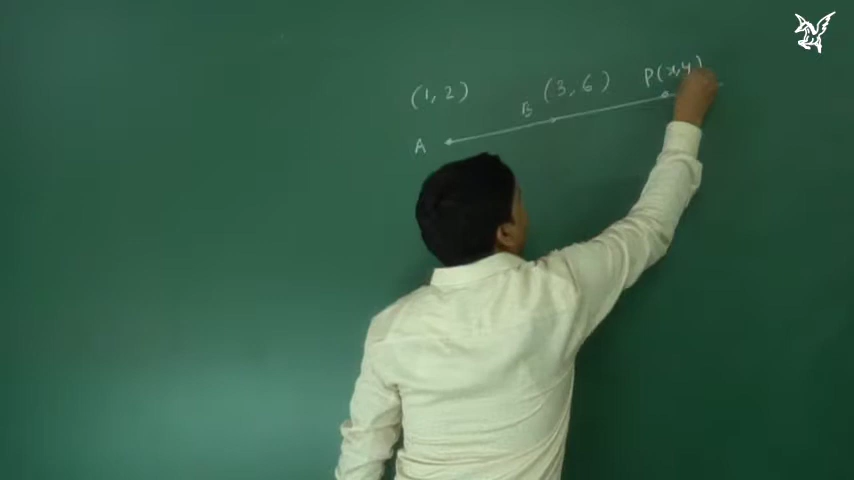 (1, 2) B (3, 6) P(x,y)
A